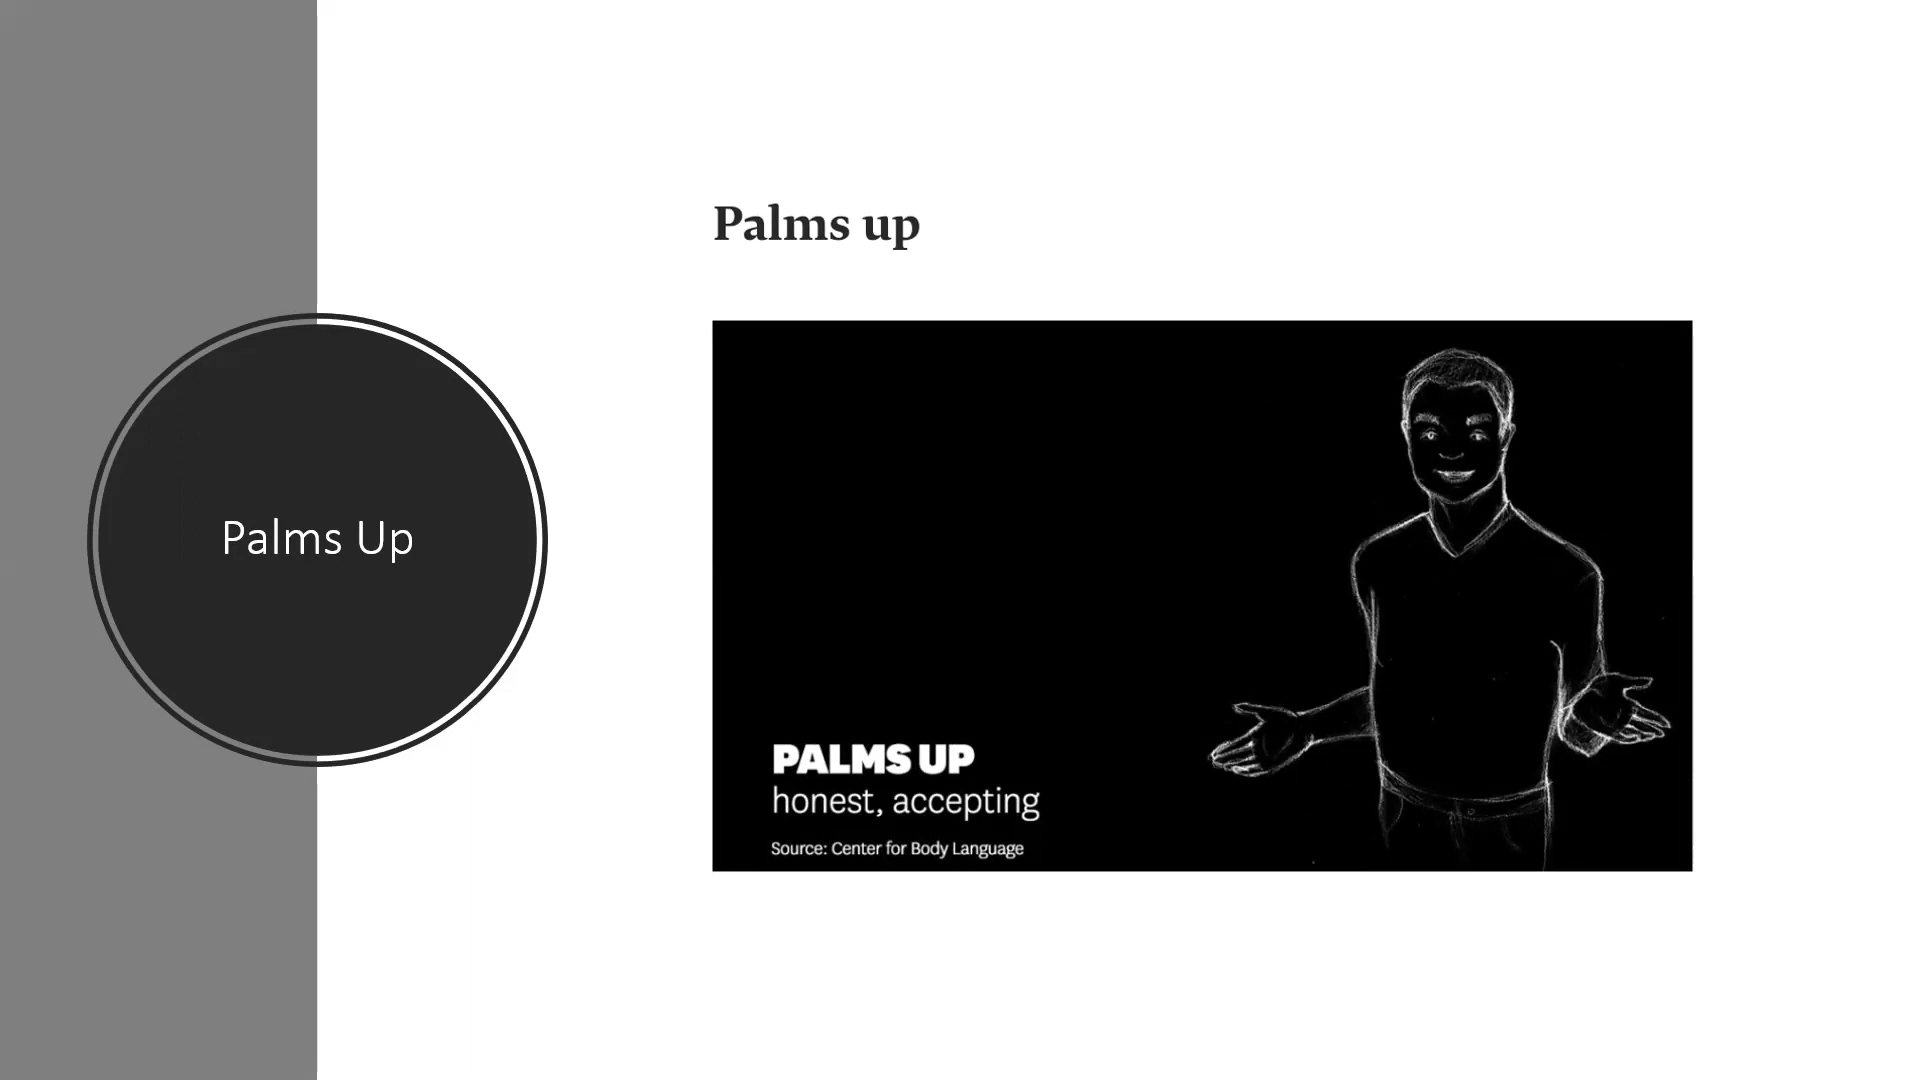 Palms Up
Palms up
PALMS UP
honest, accepting
Source: Center for Body Language